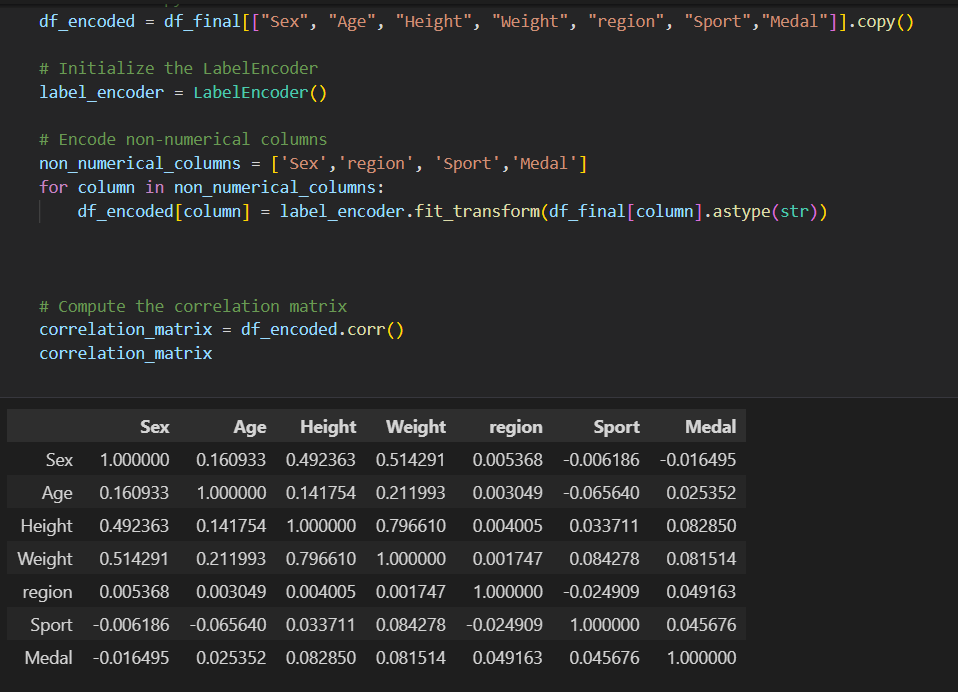 df_encoded = df_final[["Sex", "Age", "Height", "Weight", "region", "Sport","Medal"]].copy()
# Initialize the LabelEncoder
label_encoder = LabelEncoder()
# Encode non-numerical columns
non_numerical_columns = ['Sex','region', 'Sport','Medal']
for column in non_numerical_columns:
    df_encoded[column] = label_encoder.fit_transform(df_final[column].astype(str))
# Compute the correlation matrix
correlation_matrix = df_encoded.corr()
correlation_matrix
Sex Age Height Weight region Sport Medal
Sex 1.000000 0.160933 0.492363 0.514291 0.005368 -0.006186 -0.016495
Age 0.160933 1.000000 0.141754 0.211993 0.003049 -0.065640 0.025352
Height 0.492363 0.141754 1.000000 0.796610 0.004005 0.033711 0.082850
Weight 0.514291 0.211993 0.796610 1.000000 0.001747 0.084278 0.081514
region 0.005368 0.003049 0.004005 0.001747 1.000000 -0.024909 0.049163
Sport -0.006186 -0.065640 0.033711 0.084278 -0.024909 1.000000 0.045676
Medal -0.016495 0.025352 0.082850 0.081514 0.049163 0.045676 1.000000